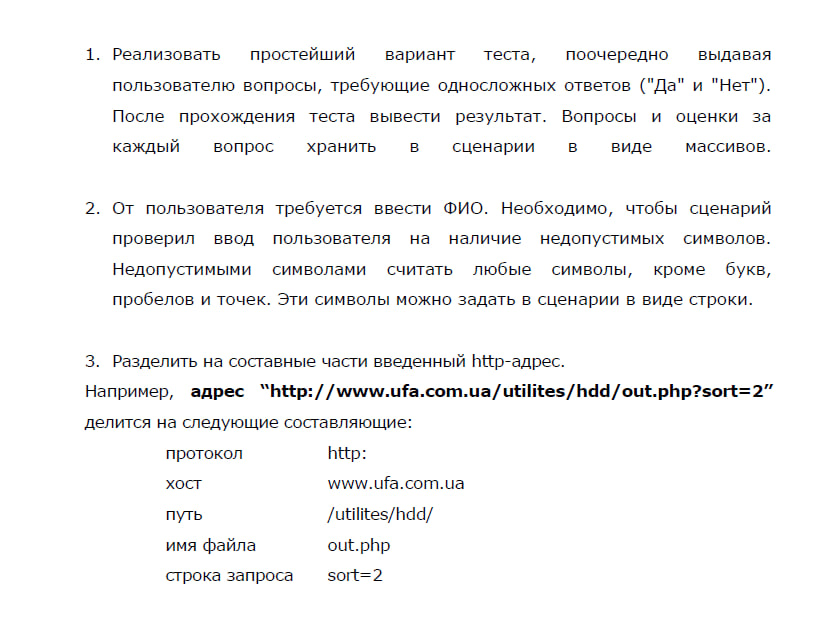 1. Реализовать простейший вариант теста, поочередно выдавая
пользователю вопросы, требующие односложных ответов ("Да" и "Нет").
После прохождения теста вывести результат. Вопросы и оценки за
каждый вопрос хранить в сценарии в виде массивов.
2. От пользователя требуется ввести ФИО. Необходимо, чтобы сценарий
проверил ввод пользователя на наличие недопустимых символов.
Недопустимыми символами считать любые символы, кроме букв,
пробелов и точек. Эти символы можно задать в сценарии в виде строки.
3. Разделить на составные части введенный http-адрес.
Например, адрес “http://www.ufa.com.ua/utilites/hdd/out.php?sort=2”
делится на следующие составляющие:
протокол http:
хост www.ufa.com.ua
путь /utilites/hdd/
имя файла out.php
строка запроса sort=2